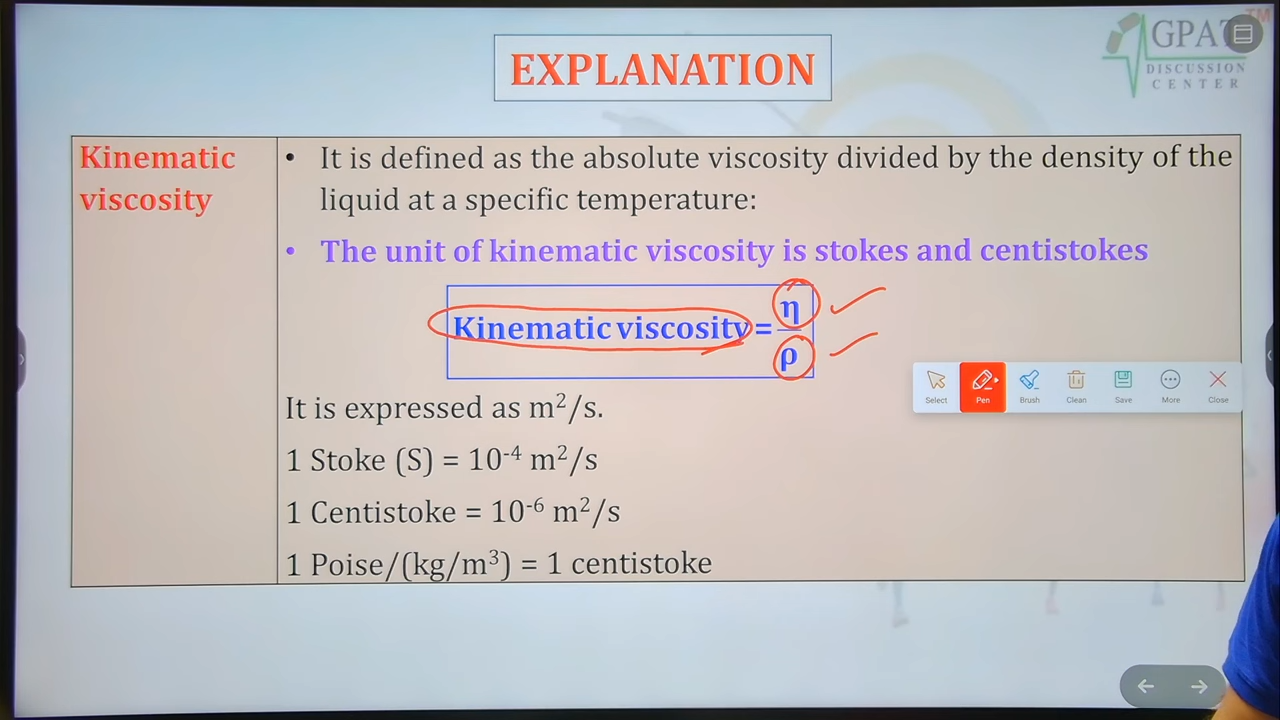 EXPLANATION
GPAT
TM
DISCUSSION
CENTER
Kinematic
viscosity
• It is defined as the absolute viscosity divided by the density of the
liquid at a specific temperature:
• The unit of kinematic viscosity is stokes and centistokes
Kinematic viscosity = η/ρ
It is expressed as m²/s.
1 Stoke (S) = 10⁻⁴ m²/s
1 Centistoke = 10⁻⁶ m²/s
1 Poise/(kg/m³) = 1 centistoke
Select Pen Brush Clean Save More Close